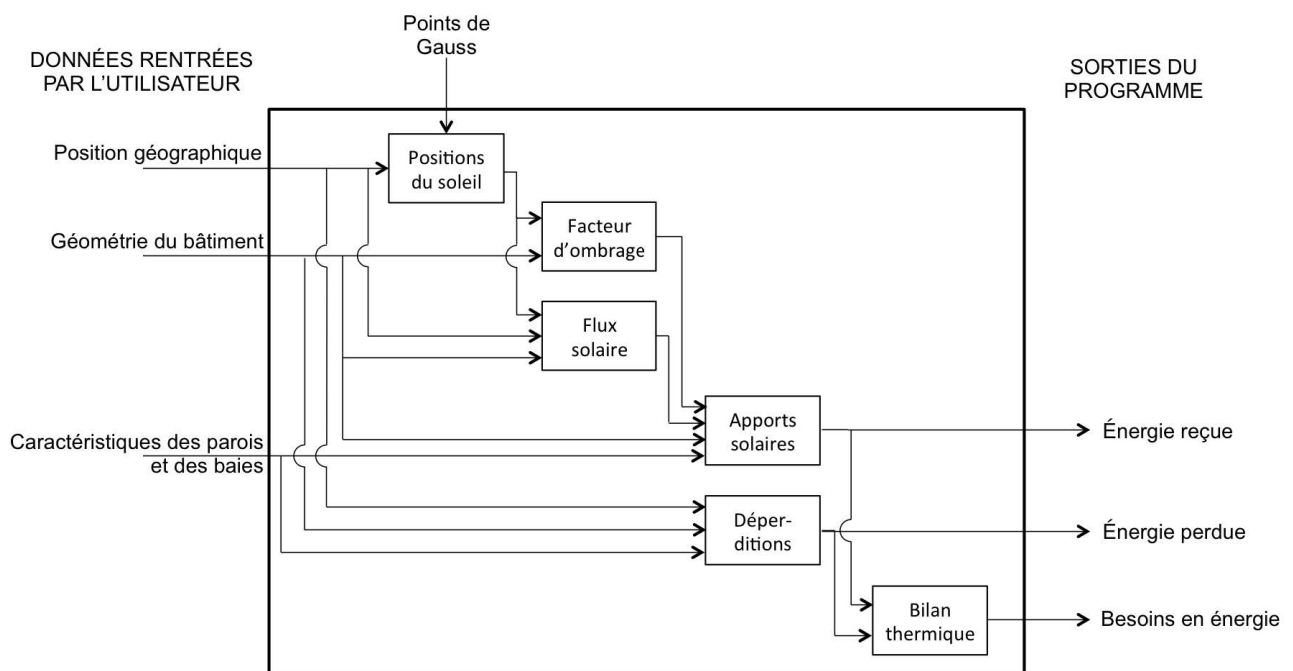 Points de
Gauss
DONNÉES RENTRÉES
PAR L'UTILISATEUR
SORTIES DU
PROGRAMME
Position géographique
Positions
du soleil
Géométrie du bâtiment
Facteur
d'ombrage
Flux
solaire
Caractéristiques des parois
et des baies
Apports
solaires
Énergie reçue
Déper-
ditions
Énergie perdue
Bilan
thermique
Besoins en énergie